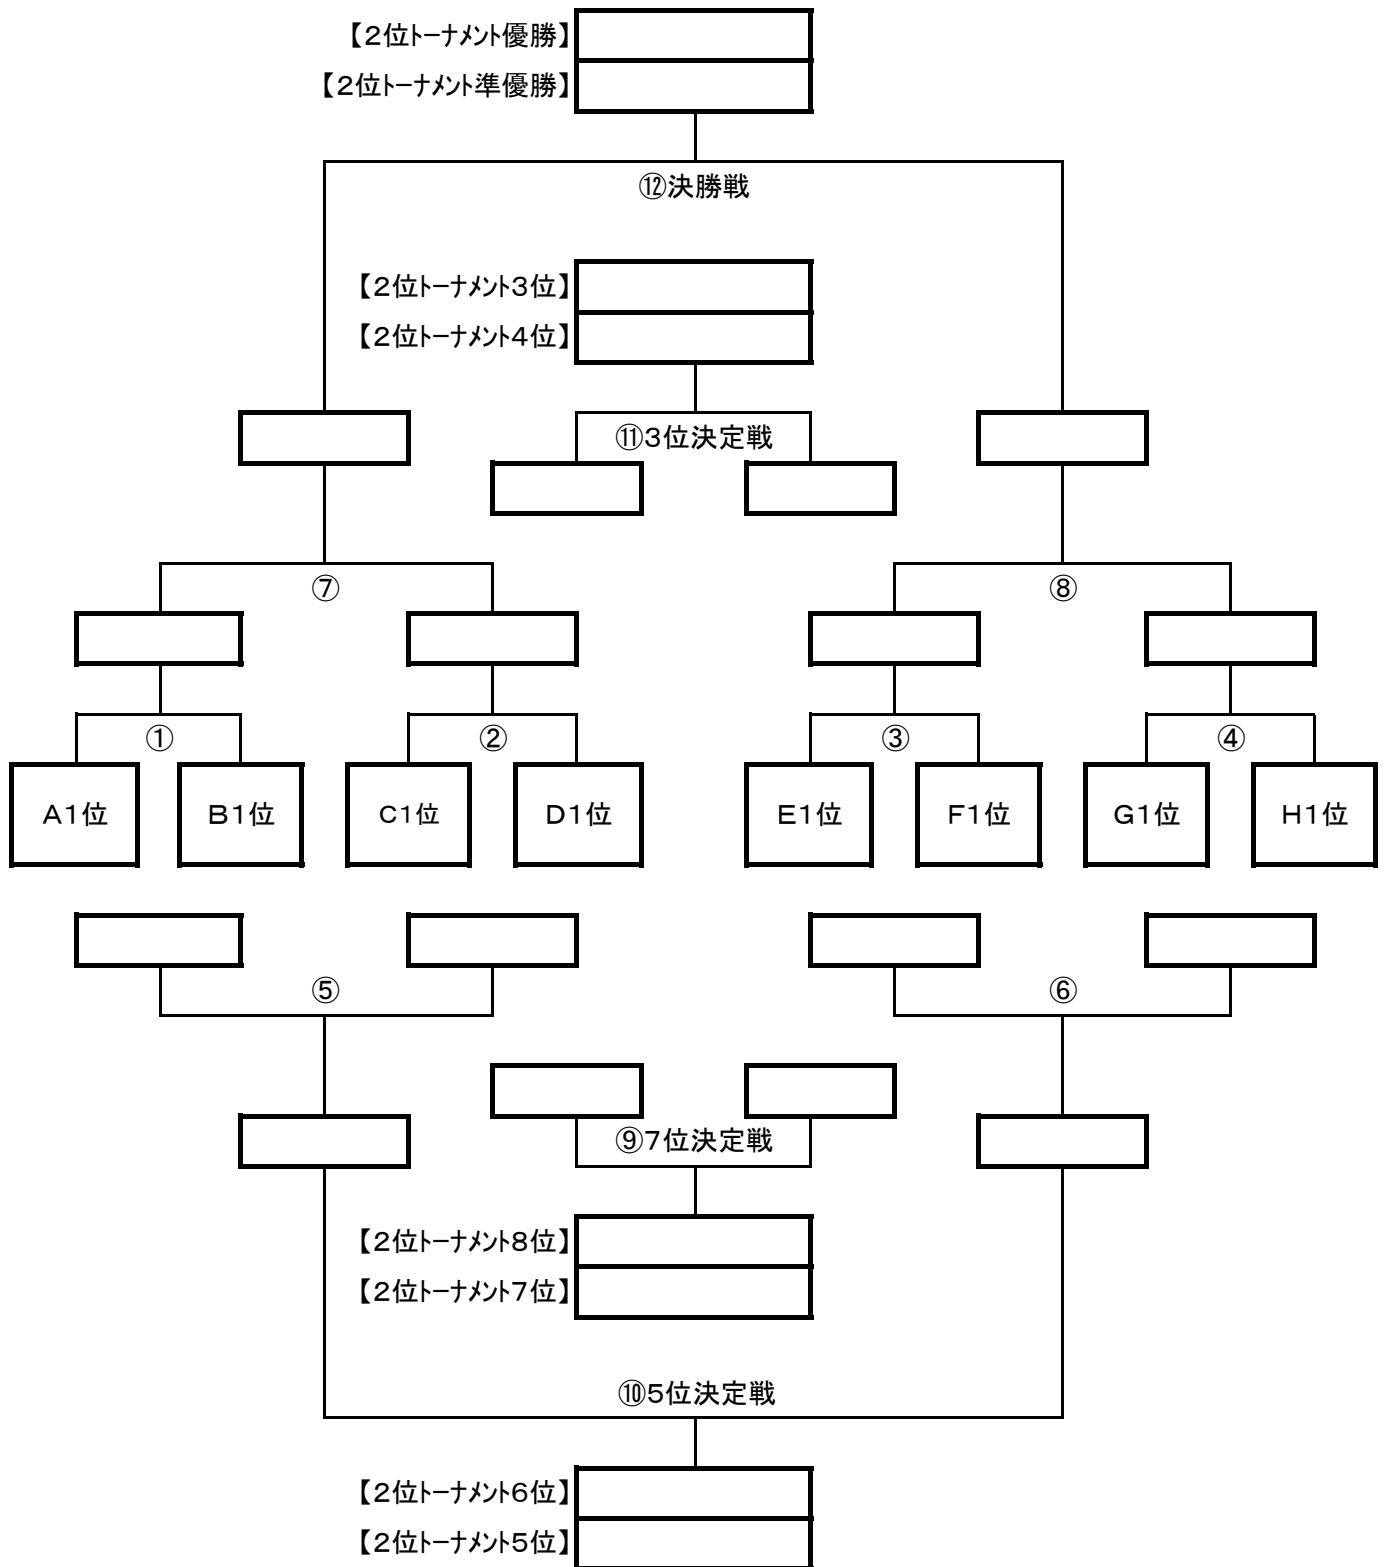 【2位トーナメント優勝】
【2位トーナメント準優勝】
⑫決勝戦
【2位トーナメント3位】
【2位トーナメント4位】
⑪3位決定戦
⑦
⑧
①
②
③
④
A1位
B1位
C1位
D1位
E1位
F1位
G1位
H1位
⑤
⑥
⑨7位決定戦
【2位トーナメント8位】
【2位トーナメント7位】
⑩5位決定戦
【2位トーナメント6位】
【2位トーナメント5位】